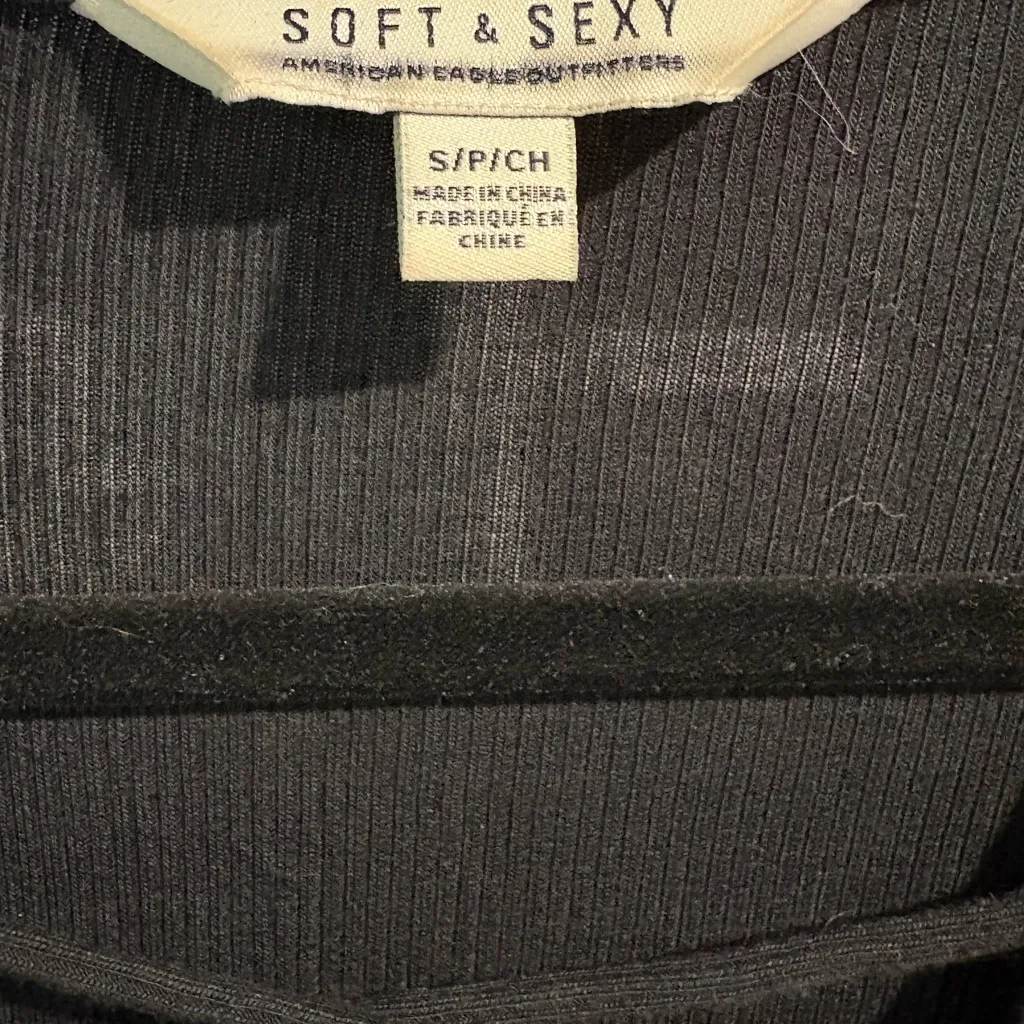 SOFT & SEXY
AMERICAN EAGLE OUTFITTERS
S/P/CH
MADE IN CHINA
FABRIQUÉ EN
CHINE